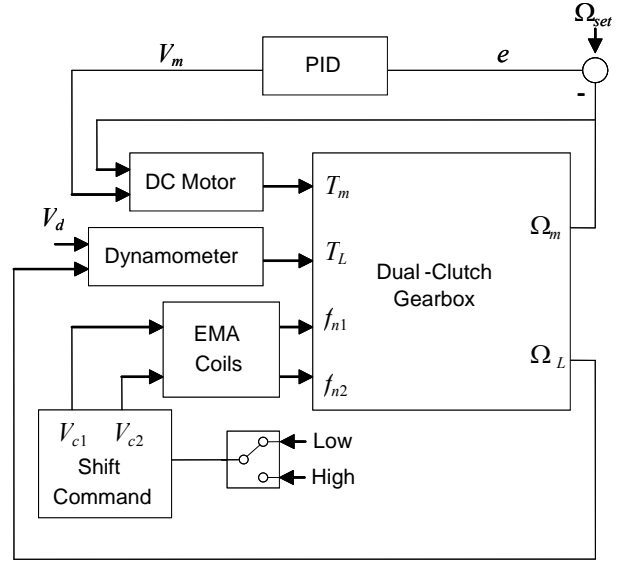 Ω_set
V_m
PID
e
-
DC Motor
T_m
Ω_m
V_d
Dynamometer
T_L
Dual -Clutch
Gearbox
EMA
Coils
f_n1
f_n2
Ω_L
V_c1 V_c2
Shift
Command
Low
High